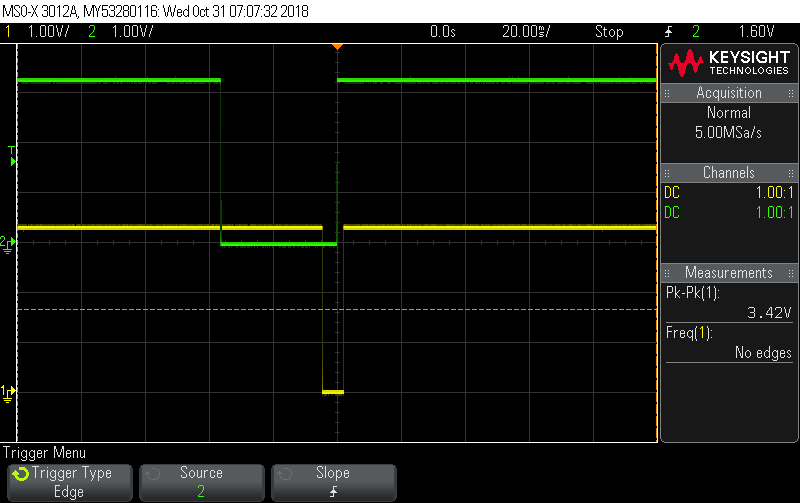 MSO-X 3012A, MY53280116: Wed Oct 31 07:07:32 2018
1 1.00V/ 2 1.00V/ 0.0s 20.00ms/ Stop 2 1.60V
KEYSIGHT
TECHNOLOGIES
Acquisition
Normal
5.00MSa/s
Channels
DC 1.00:1
DC 1.00:1
Measurements
Pk-Pk(1):
3.42V
Freq(1):
No edges
T
2
1
Trigger Menu
Trigger Type
Edge
Source
2
Slope